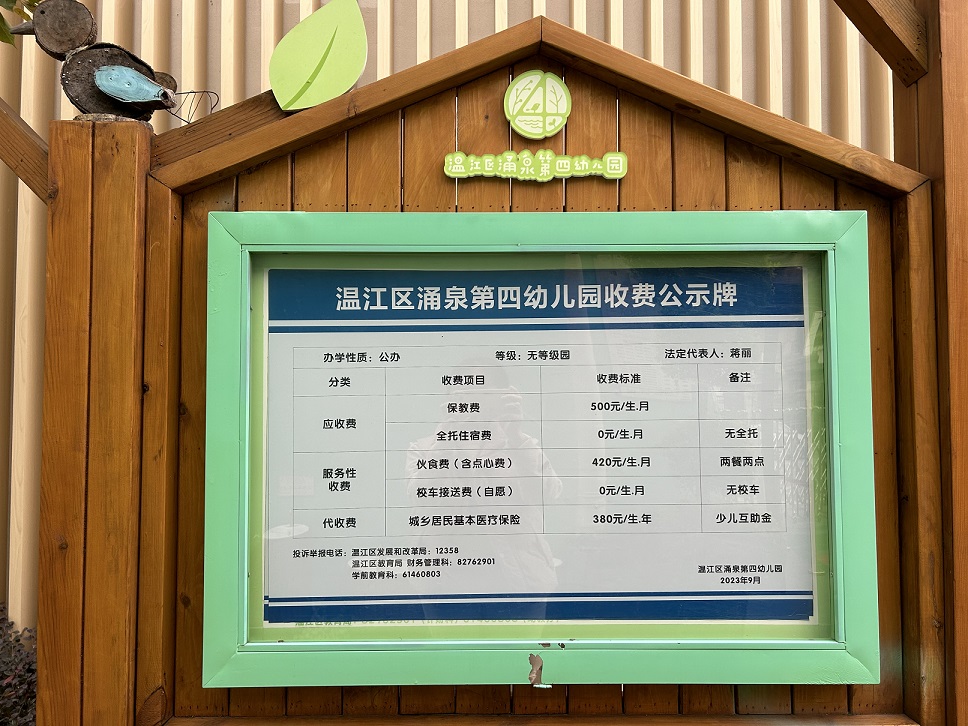 温江区涌泉第四幼儿园
温江区涌泉第四幼儿园收费公示牌
办学性质：公办 等级：无等级园 法定代表人：蒋丽
分类 收费项目 收费标准 备注
应收费
保教费 500元/生.月
全托住宿费 0元/生.月 无全托
服务性
收费
伙食费（含点心费） 420元/生.月 两餐两点
校车接送费（自愿） 0元/生.月 无校车
代收费 城乡居民基本医疗保险 380元/生.年 少儿互助金
投诉举报电话：温江区发展和改革局：12358
温江区教育局 财务管理科：82762901
学前教育科：61460803
温江区涌泉第四幼儿园
2023年9月